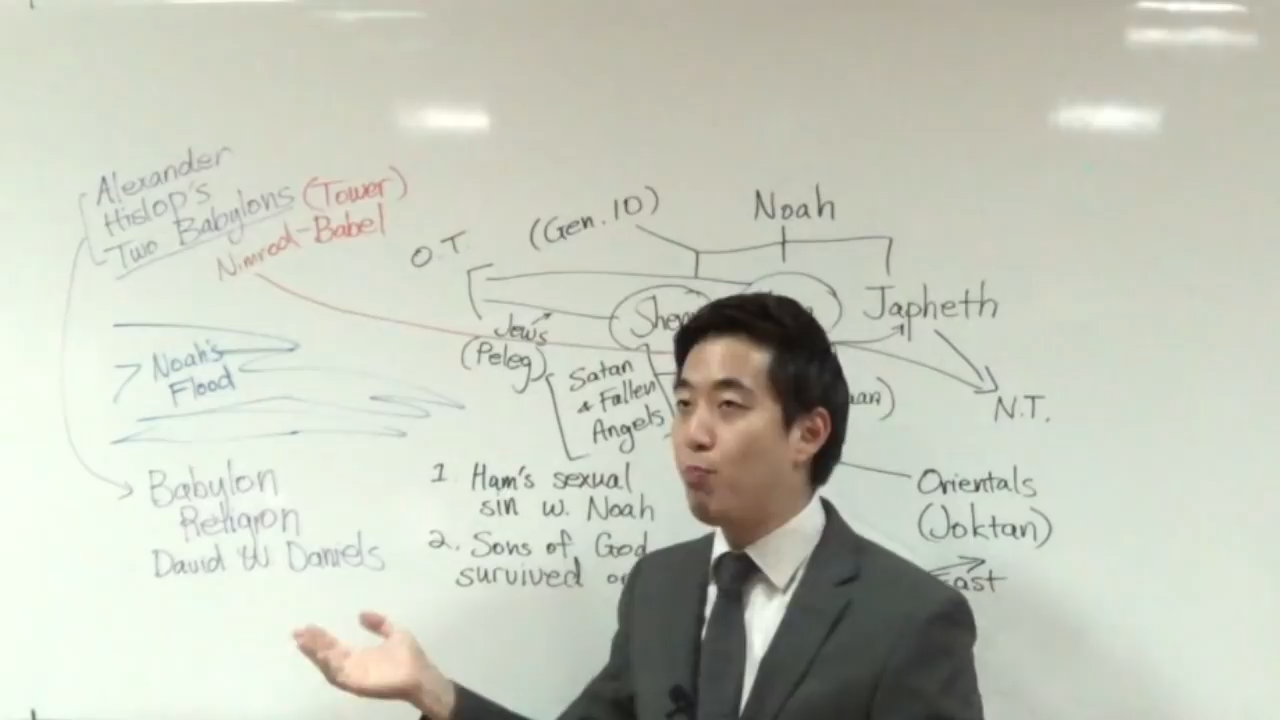 Alexander
Hislop's
Two Babylons (Tower)
Nimrod-Babel
Noah's
Flood
Babylon
Religion
David W Daniels
O.T.
(Gen. 10)
Noah
Japheth
Jews
(Peleg)
Satan
& Fallen
Angels
N.T.
1. Ham's sexual
sin w. Noah
2. Sons of God
survived
Orientals
(Joktan)
East